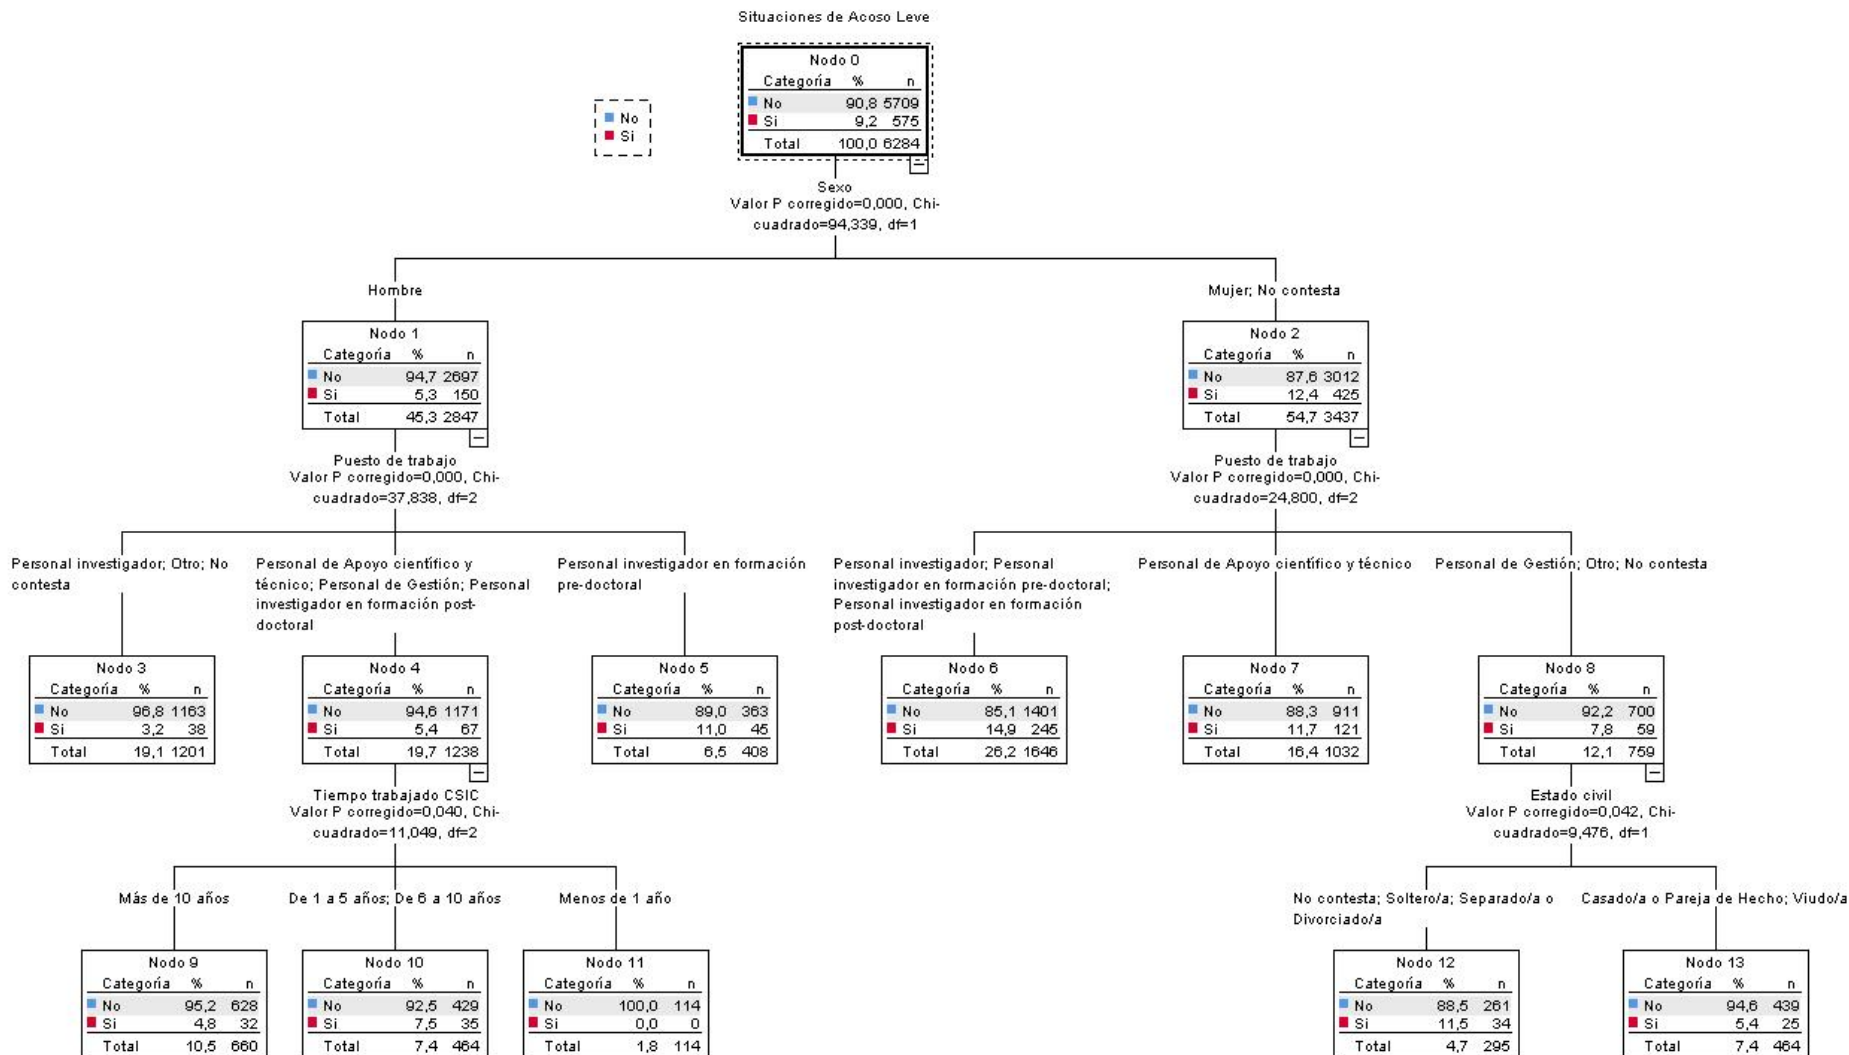 Situaciones de Acoso Leve
Nodo 0
Categoría % n
No 90,8 5709
Si 9,2 575
Total 100,0 6284
No
Si
Sexo
Valor P corregido=0,000, Chi-
cuadrado=94,339, df=1
Hombre
Mujer; No contesta
Nodo 1
Categoría % n
No 94,7 2697
Si 5,3 150
Total 45,3 2847
Nodo 2
Categoría % n
No 87,6 3012
Si 12,4 425
Total 54,7 3437
Puesto de trabajo
Valor P corregido=0,000, Chi-
cuadrado=37,838, df=2
Puesto de trabajo
Valor P corregido=0,000, Chi-
cuadrado=24,800, df=2
Personal investigador; Otro; No
contesta
Personal de Apoyo científico y
técnico; Personal de Gestión; Personal
investigador en formación post-
doctoral
Personal investigador en formación
pre-doctoral
Personal investigador; Personal
investigador en formación pre-doctoral;
Personal investigador en formación
post-doctoral
Personal de Apoyo científico y técnico
Personal de Gestión; Otro; No contesta
Nodo 3
Categoría % n
No 96,8 1163
Si 3,2 38
Total 19,1 1201
Nodo 4
Categoría % n
No 94,6 1171
Si 5,4 67
Total 19,7 1238
Nodo 5
Categoría % n
No 89,0 363
Si 11,0 45
Total 6,5 408
Nodo 6
Categoría % n
No 85,1 1401
Si 14,9 245
Total 26,2 1646
Nodo 7
Categoría % n
No 88,3 911
Si 11,7 121
Total 16,4 1032
Nodo 8
Categoría % n
No 92,2 700
Si 7,8 59
Total 12,1 759
Tiempo trabajado CSIC
Valor P corregido=0,040, Chi-
cuadrado=11,049, df=2
Estado civil
Valor P corregido=0,042, Chi-
cuadrado=9,476, df=1
Más de 10 años
De 1 a 5 años; De 6 a 10 años
Menos de 1 año
No contesta; Soltero/a; Separado/a o
Divorciado/a
Casado/a o Pareja de Hecho; Viudo/a
Nodo 9
Categoría % n
No 95,2 628
Si 4,8 32
Total 10,5 660
Nodo 10
Categoría % n
No 92,5 429
Si 7,5 35
Total 7,4 464
Nodo 11
Categoría % n
No 100,0 114
Si 0,0 0
Total 1,8 114
Nodo 12
Categoría % n
No 88,5 261
Si 11,5 34
Total 4,7 295
Nodo 13
Categoría % n
No 94,6 439
Si 5,4 25
Total 7,4 464